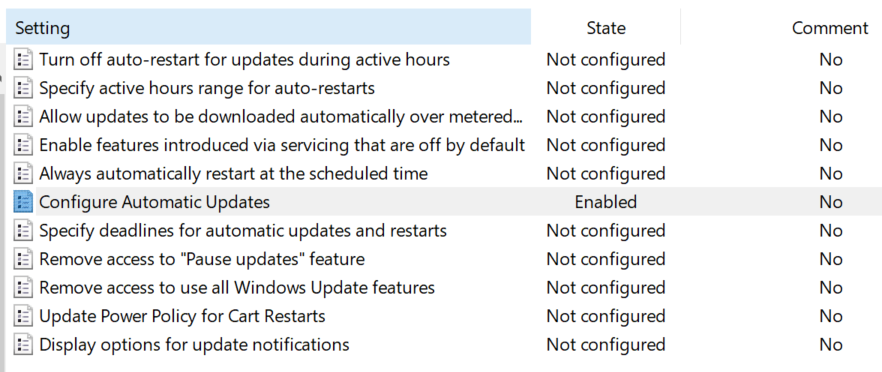 Setting State Comment
Turn off auto-restart for updates during active hours Not configured No
Specify active hours range for auto-restarts Not configured No
Allow updates to be downloaded automatically over metered... Not configured No
Enable features introduced via servicing that are off by default Not configured No
Always automatically restart at the scheduled time Not configured No
Configure Automatic Updates Enabled No
Specify deadlines for automatic updates and restarts Not configured No
Remove access to "Pause updates" feature Not configured No
Remove access to use all Windows Update features Not configured No
Update Power Policy for Cart Restarts Not configured No
Display options for update notifications Not configured No